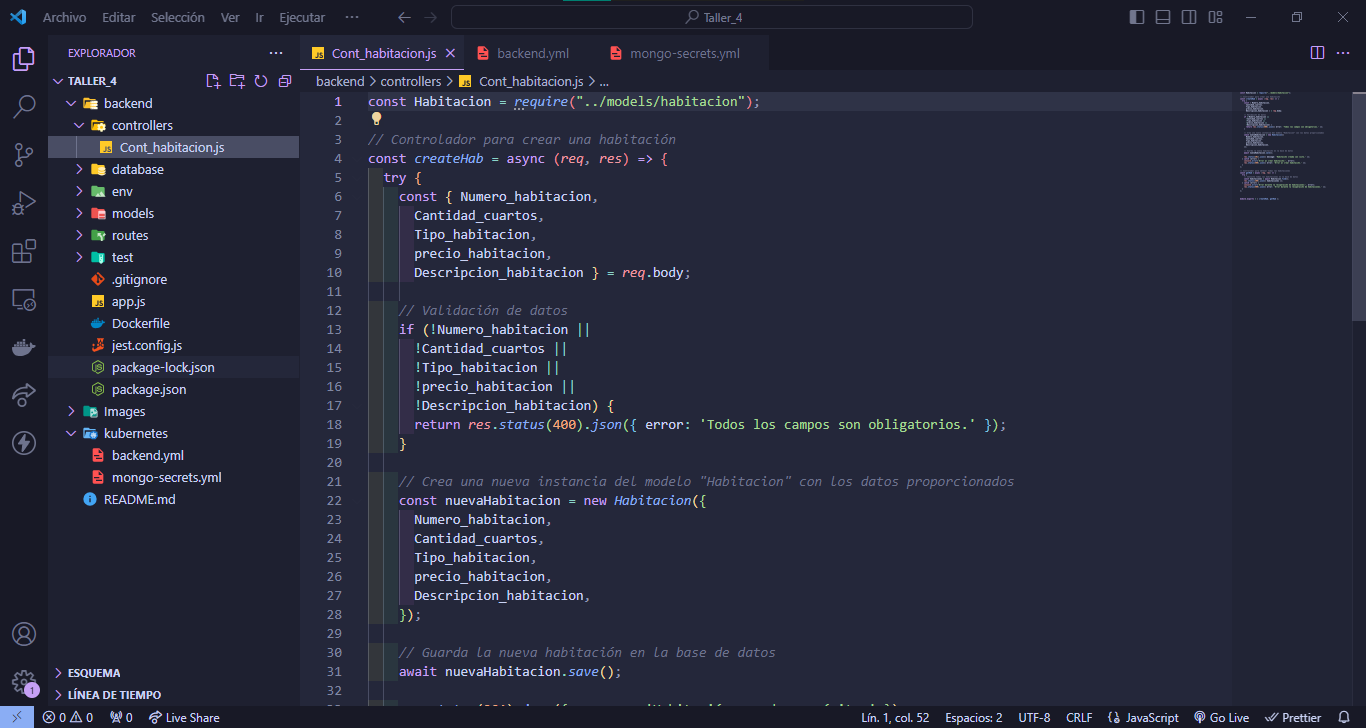 Archivo Editar Selección Ver Ir Ejecutar ··· Taller_4
EXPLORADOR ···
TALLER_4
backend
controllers
Cont_habitacion.js
database
env
models
routes
test
.gitignore
app.js
Dockerfile
jest.config.js
package-lock.json
package.json
Images
kubernetes
backend.yml
mongo-secrets.yml
README.md
ESQUEMA
LÍNEA DE TIEMPO
Cont_habitacion.js backend.yml mongo-secrets.yml
backend > controllers > Cont_habitacion.js > ...
1 const Habitacion = require("../models/habitacion");
2
3 // Controlador para crear una habitación
4 const createHab = async (req, res) => {
5 try {
6 const { Numero_habitacion,
7 Cantidad_cuartos,
8 Tipo_habitacion,
9 precio_habitacion,
10 Descripcion_habitacion } = req.body;
11
12 // Validación de datos
13 if (!Numero_habitacion ||
14 !Cantidad_cuartos ||
15 !Tipo_habitacion ||
16 !precio_habitacion ||
17 !Descripcion_habitacion) {
18 return res.status(400).json({ error: 'Todos los campos son obligatorios.' });
19 }
20
21 // Crea una nueva instancia del modelo "Habitacion" con los datos proporcionados
22 const nuevaHabitacion = new Habitacion({
23 Numero_habitacion,
24 Cantidad_cuartos,
25 Tipo_habitacion,
26 precio_habitacion,
27 Descripcion_habitacion,
28 });
29
30 // Guarda la nueva habitación en la base de datos
31 await nuevaHabitacion.save();
32
1
0 0 0 Live Share Lín. 1, col. 52 Espacios: 2 UTF-8 CRLF JavaScript Go Live Prettier